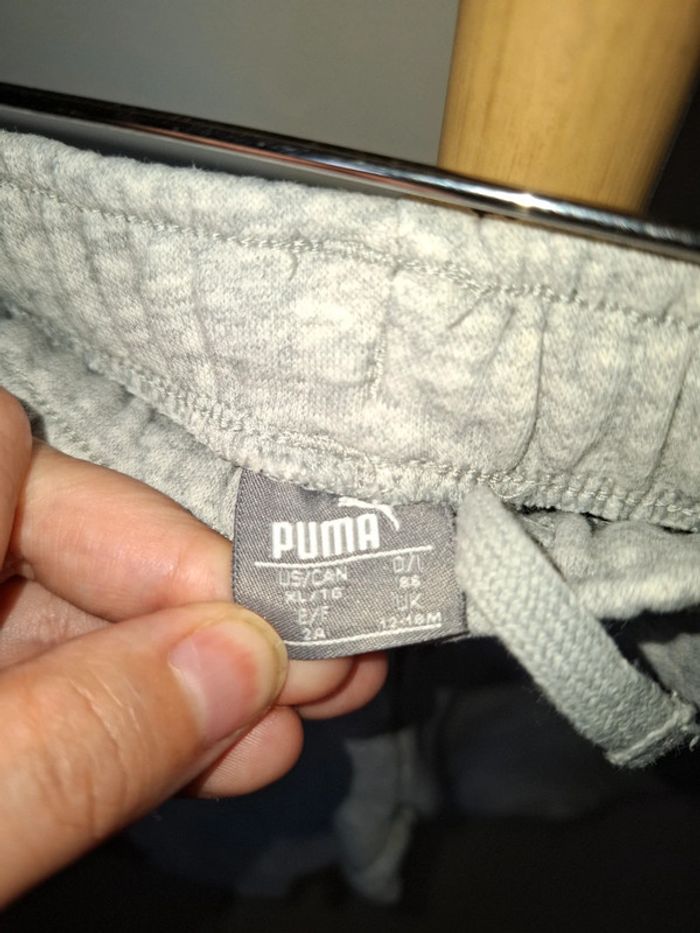 PUMA
US/CAN D/I
XL/16 86
E/F UK
2A 12-18M